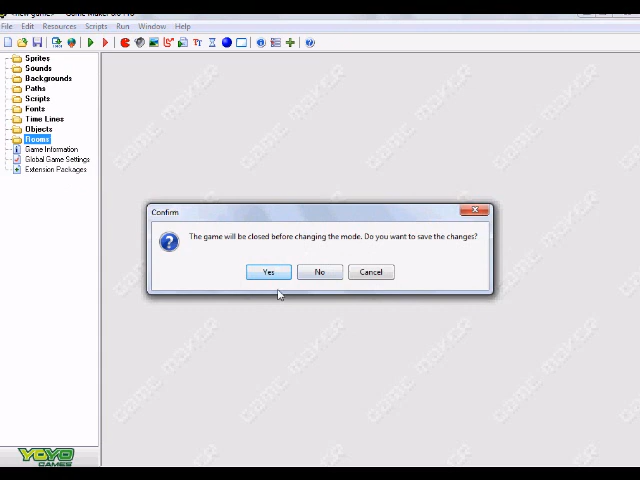 File Edit Resources Scripts Run Window Help
Sprites
Sounds
Backgrounds
Paths
Scripts
Fonts
Time Lines
Objects
Rooms
Game Information
Global Game Settings
Extension Packages
Confirm
The game will be closed before changing the mode. Do you want to save the changes?
Yes No Cancel
GAME MAKER
YOYO
GAMES